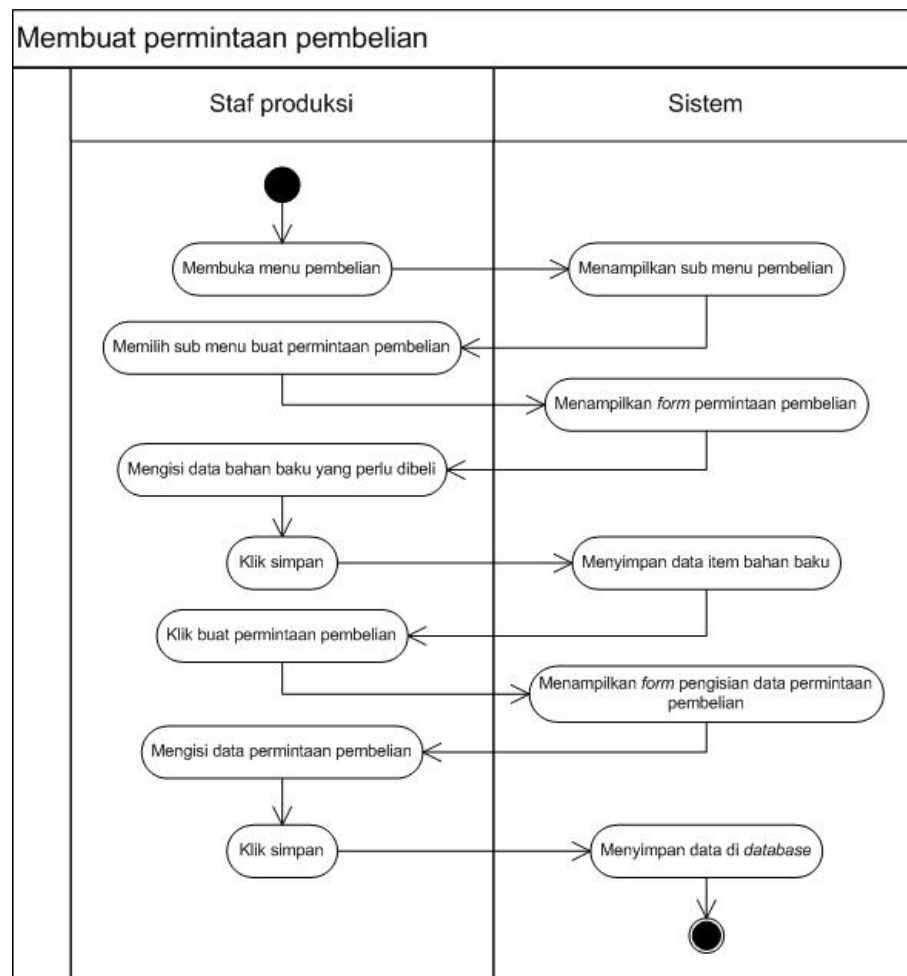 Membuat permintaan pembelian
Staf produksi
Sistem
Membuka menu pembelian
Menampilkan sub menu pembelian
Memilih sub menu buat permintaan pembelian
Menampilkan form permintaan pembelian
Mengisi data bahan baku yang perlu dibeli
Klik simpan
Menyimpan data item bahan baku
Klik buat permintaan pembelian
Menampilkan form pengisian data permintaan
pembelian
Mengisi data permintaan pembelian
Klik simpan
Menyimpan data di database